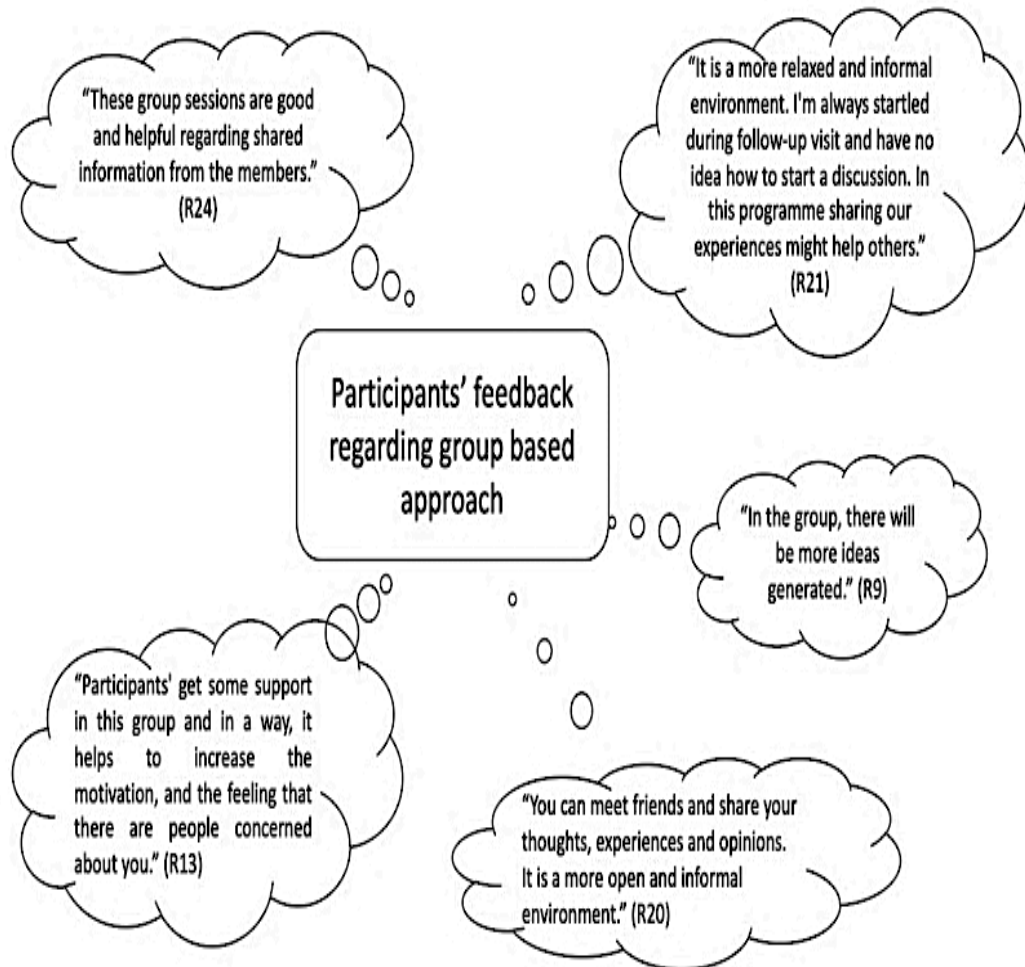 “These group sessions are good
and helpful regarding shared
information from the members.”
(R24)
“It is a more relaxed and informal
environment. I'm always startled
during follow-up visit and have no
idea how to start a discussion. In
this programme sharing our
experiences might help others.”
(R21)
Participants’ feedback
regarding group based
approach
“In the group, there will
be more ideas
generated.” (R9)
“Participants' get some support
in this group and in a way, it
helps to increase the
motivation, and the feeling that
there are people concerned
about you.” (R13)
“You can meet friends and share your
thoughts, experiences and opinions.
It is a more open and informal
environment.” (R20)